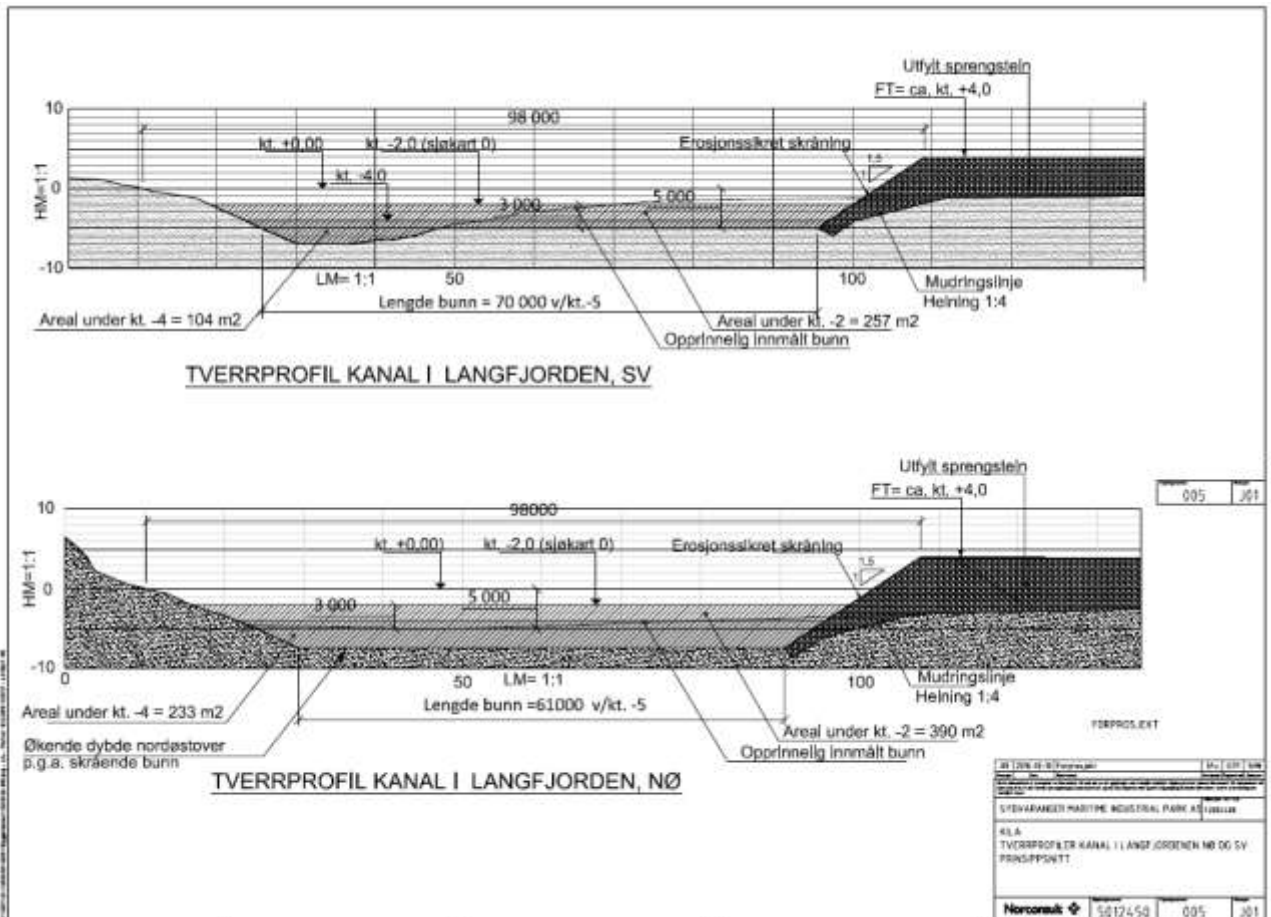 Utfylt sprengstein
FT= ca, kt. +4,0
10
98 000
kt. +0,00
kt. -2,0 (sjøkart 0)
Erosjonssikret skråning
1,5
1
kt. -4,0
HM=1:1
0
3 000
5 000
-10
LM= 1:1
50
100
Mudringslinje
Helning 1:4
Lengde bunn = 70 000 v/kt.-5
Areal under kt. -4 = 104 m2
Areal under kt. -2 = 257 m2
Opprinnelig innmålt bunn
TVERRPROFIL KANAL I LANGFJORDEN, SV
Utfylt sprengstein
FT= ca, kt, +4,0
005
J01
10
98000
kt. +0,00)
kt. -2,0 (sjøkart 0)
Erosjonssikret skråning
1,5
1
HM=1:1
0
3 000
5 000
-10
0
50
LM= 1:1
100
Mudringslinje
Helning 1:4
Lengde bunn =61000 v/kt. -5
Areal under kt. -4 = 233 m2
Areal under kt. -2 = 390 m2
Opprinnelig innmålt bunn
Økende dybde nordøstover
p.g.a. skrående bunn
TVERRPROFIL KANAL I LANGFJORDEN, NØ
FORPROSJEKT
SYDVARANGER MARITIME INDUSTRIAL PARK AS
KILA
TVERRPROFILER KANAL I LANGFJORDENEN NØ OG SV
PRINSIPPSNITT
Norconsult
5012450
005
J01